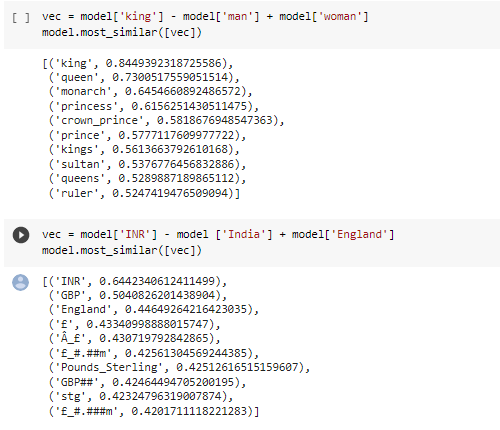 [ ] vec = model['king'] - model['man'] + model['woman']
model.most_similar([vec])
[('king', 0.8449392318725586),
('queen', 0.7300517559051514),
('monarch', 0.6454660892486572),
('princess', 0.6156251430511475),
('crown_prince', 0.5818676948547363),
('prince', 0.5777117609977722),
('kings', 0.5613663792610168),
('sultan', 0.5376776456832886),
('queens', 0.5289887189865112),
('ruler', 0.5247419476509094)]
vec = model['INR'] - model ['India'] + model['England']
model.most_similar([vec])
[('INR', 0.6442340612411499),
('GBP', 0.5040826201438904),
('England', 0.44649264216423035),
('£', 0.43340998888015747),
('Â_£', 0.430719792842865),
('£_#.##m', 0.42561304569244385),
('Pounds_Sterling', 0.42512616515159607),
('GBP##', 0.42464494705200195),
('stg', 0.42324796319007874),
('£_#.###m', 0.4201711118221283)]